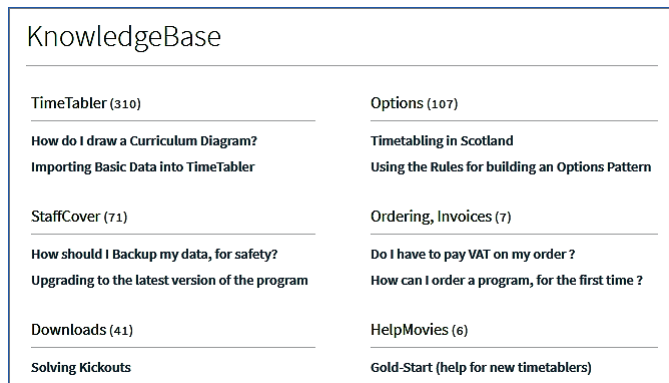 KnowledgeBase
TimeTabler (310)
How do I draw a Curriculum Diagram?
Importing Basic Data into TimeTabler
Options (107)
Timetabling in Scotland
Using the Rules for building an Options Pattern
StaffCover (71)
How should I Backup my data, for safety?
Upgrading to the latest version of the program
Ordering, Invoices (7)
Do I have to pay VAT on my order ?
How can I order a program, for the first time ?
Downloads (41)
Solving Kickouts
HelpMovies (6)
Gold-Start (help for new timetablers)